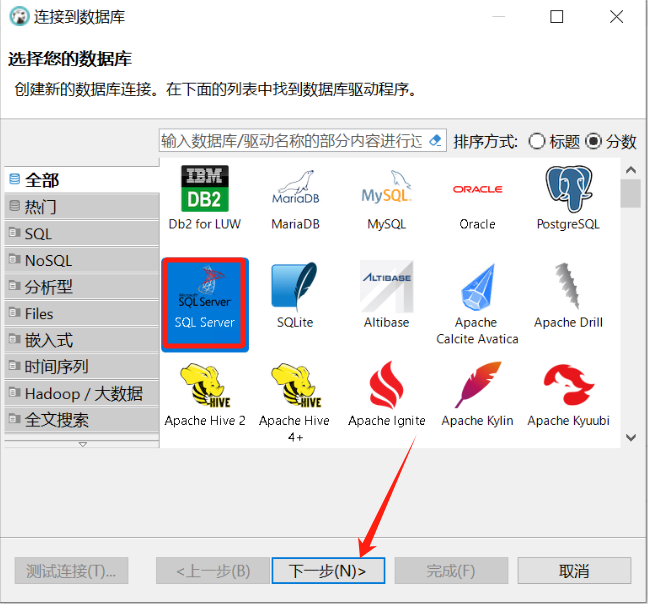 连接到数据库
选择您的数据库
创建新的数据库连接。在下面的列表中找到数据库驱动程序。
输入数据库/驱动名称的部分内容进行过
排序方式: 标题 分数
全部
热门
SQL
NoSQL
分析型
Files
嵌入式
时间序列
Hadoop / 大数据
全文搜索
IBM
DB2
MariaDB
MySQL
ORACLE
Db2 for LUW
MariaDB
MySQL
Oracle
PostgreSQL
SQL Server
ALTIBASE
SQL Server
SQLite
Altibase
Apache
Calcite Avatica
Apache Drill
HIVE
HIVE
Apache Hive 2
Apache Hive
4+
Apache Ignite
Apache Kylin
Apache Kyuubi
测试连接(T)...
<上一步(B)
下一步(N)>
完成(F)
取消